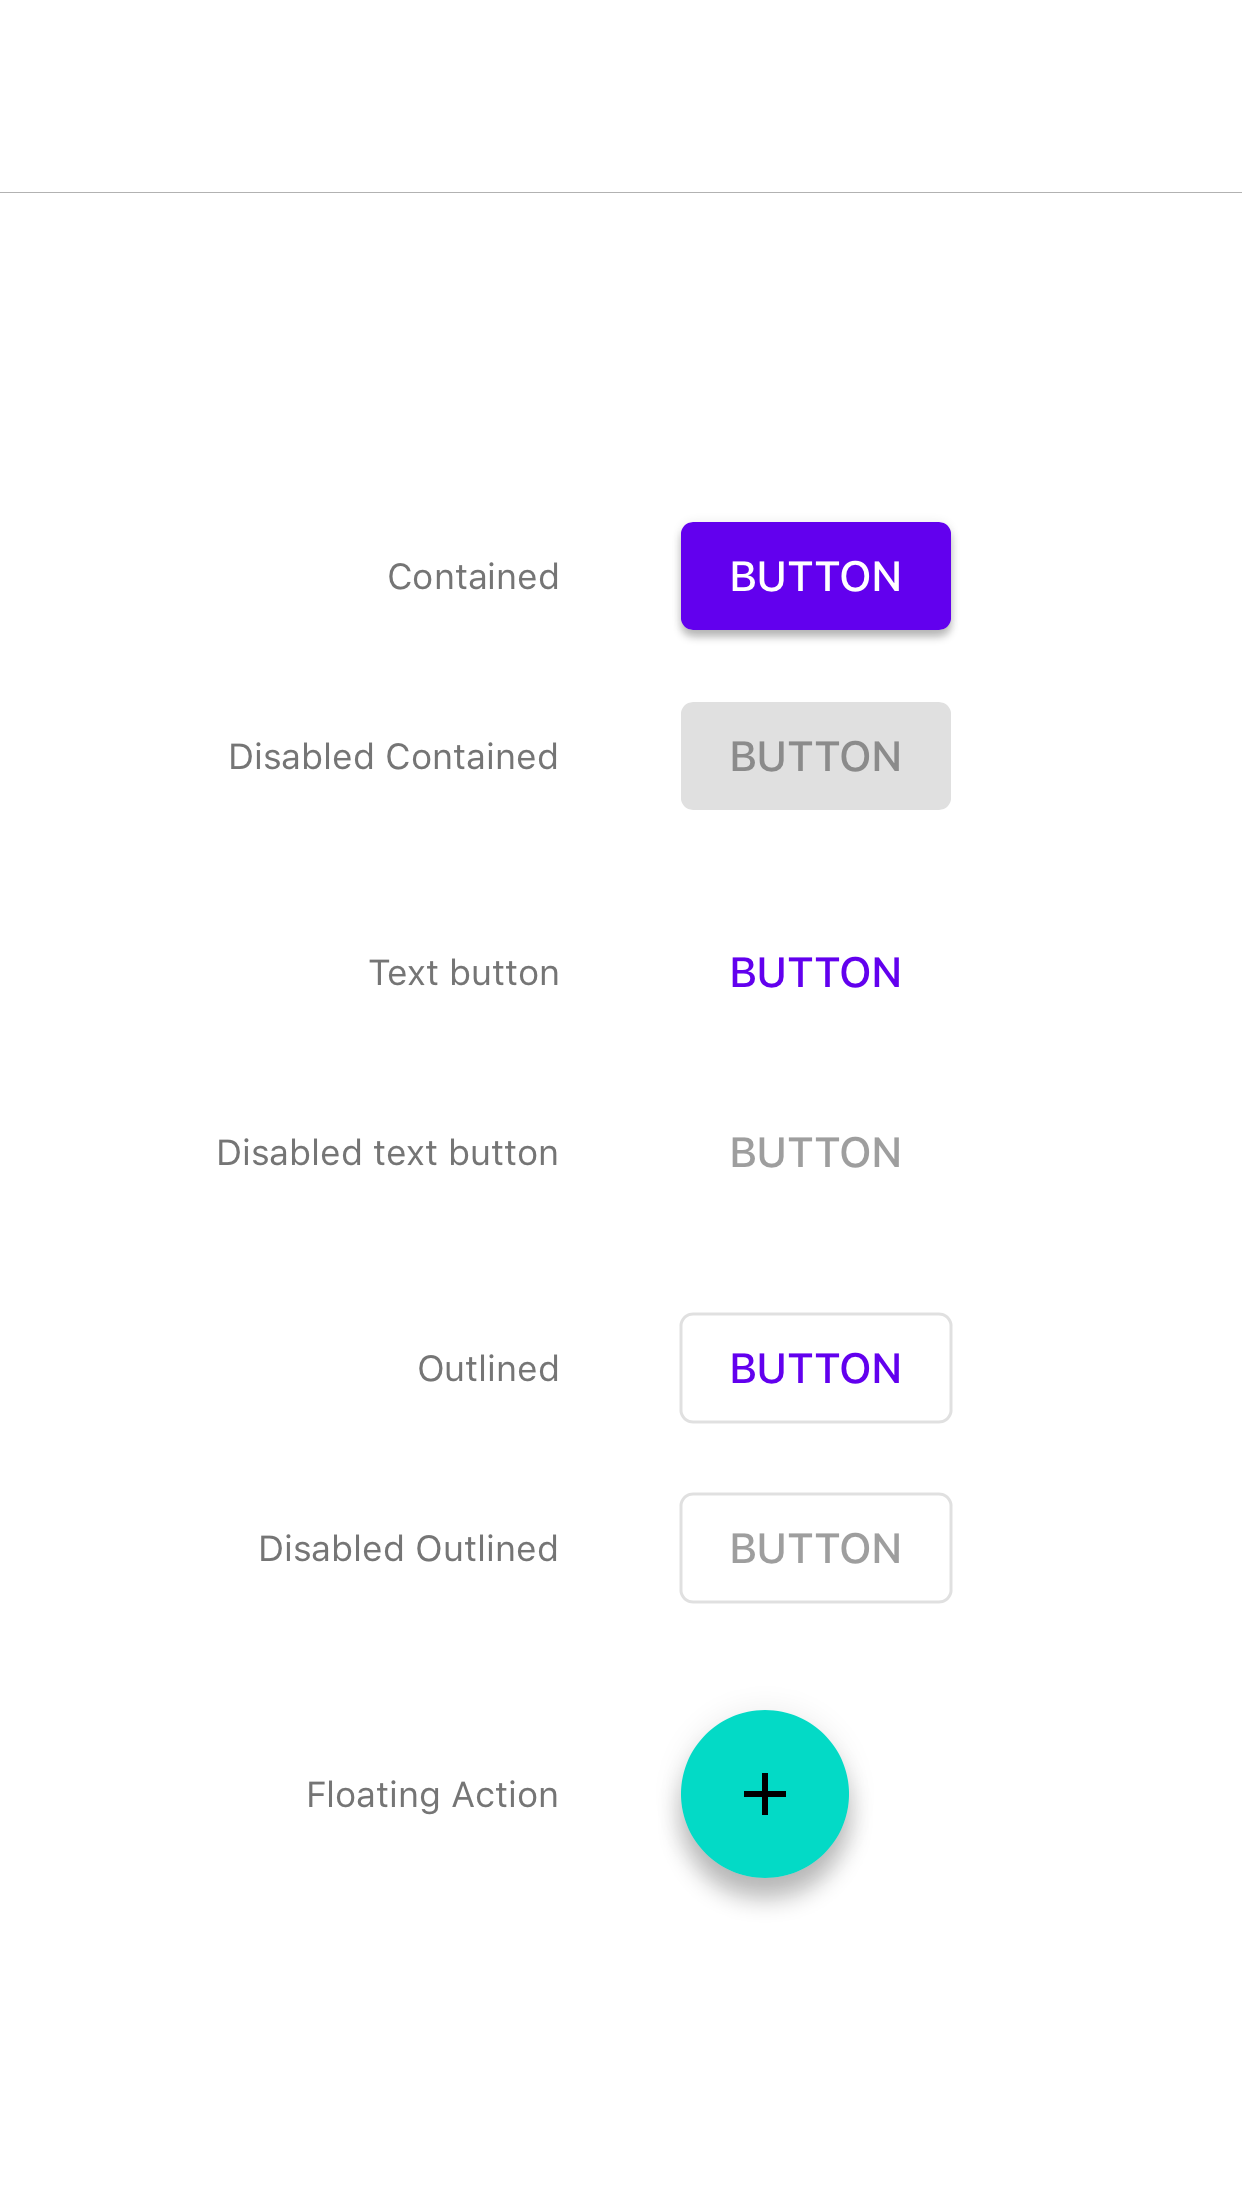 Contained
BUTTON
Disabled Contained
BUTTON
Text button
BUTTON
Disabled text button
BUTTON
Outlined
BUTTON
Disabled Outlined
BUTTON
Floating Action